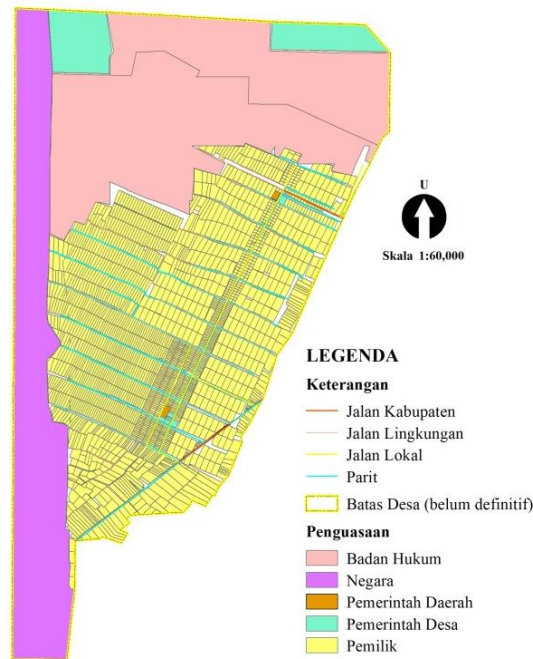 U
Skala 1:60,000
LEGENDA
Keterangan
Jalan Kabupaten
Jalan Lingkungan
Jalan Lokal
Parit
Batas Desa (belum definitif)
Penguasaan
Badan Hukum
Negara
Pemerintah Daerah
Pemerintah Desa
Pemilik